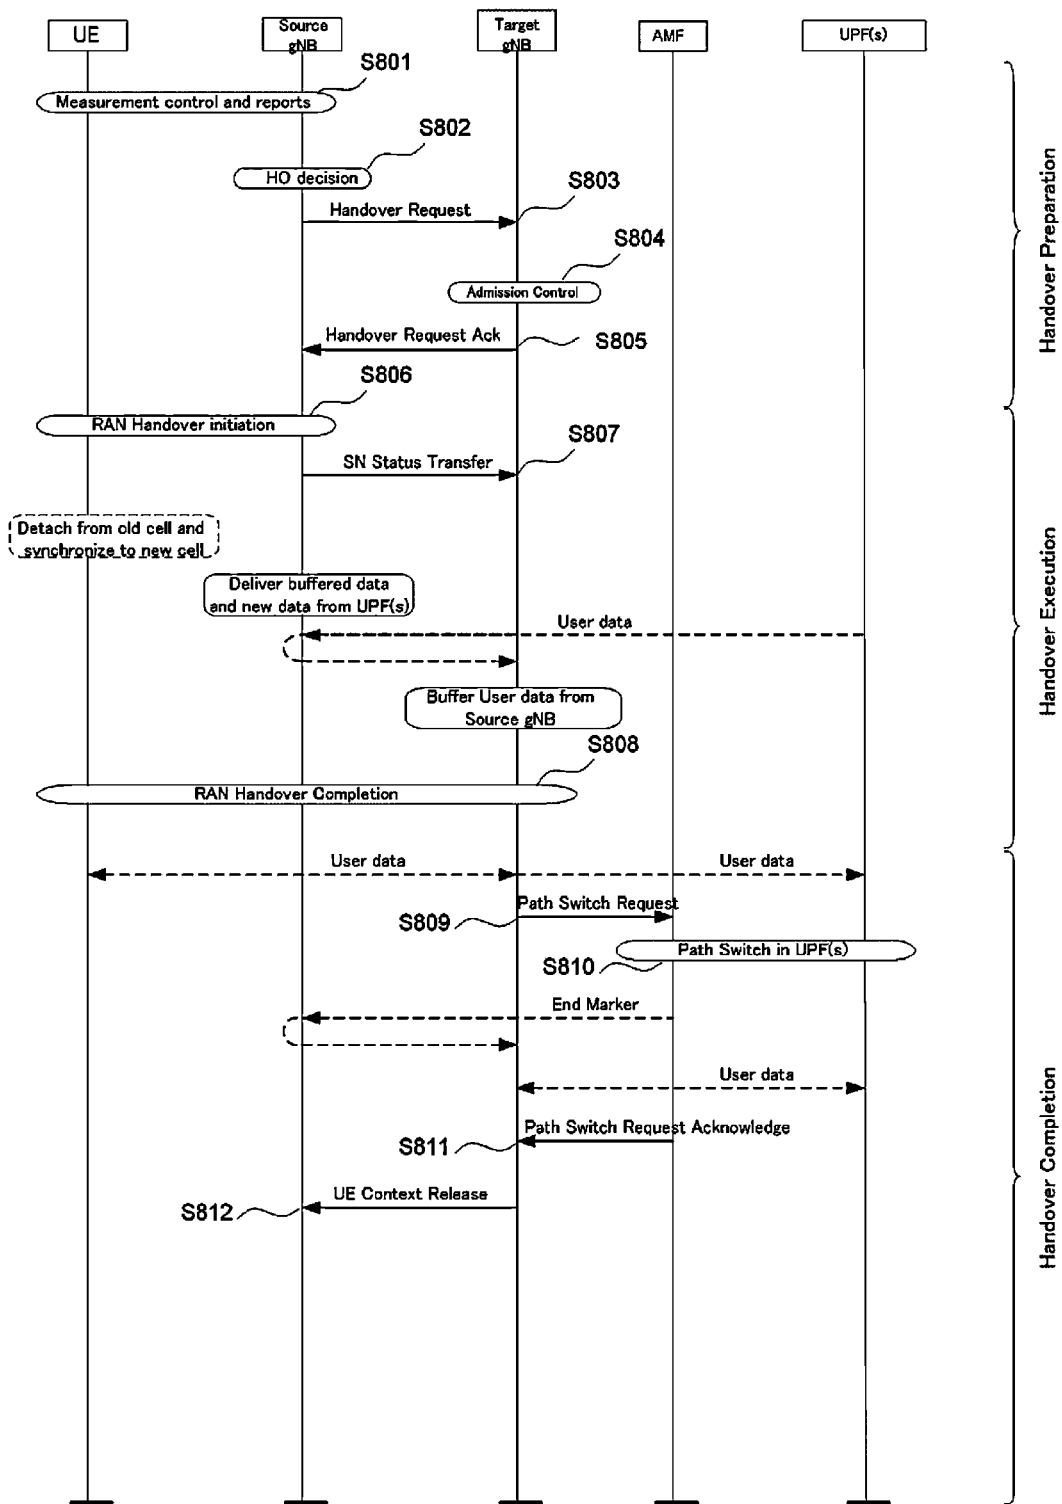 UE
Source
gNB
Target
gNB
AMF
UPF(s)
S801
Measurement control and reports
S802
HO decision
S803
Handover Request
S804
Admission Control
Handover Request Ack
S805
Handover Preparation
S806
RAN Handover initiation
S807
SN Status Transfer
Detach from old cell and
synchronize to new cell
Deliver buffered data
and new data from UPF(s)
User data
Buffer User data from
Source gNB
Handover Execution
S808
RAN Handover Completion
User data
User data
Path Switch Request
S809
Path Switch in UPF(s)
S810
End Marker
User data
Path Switch Request Acknowledge
S811
UE Context Release
S812
Handover Completion